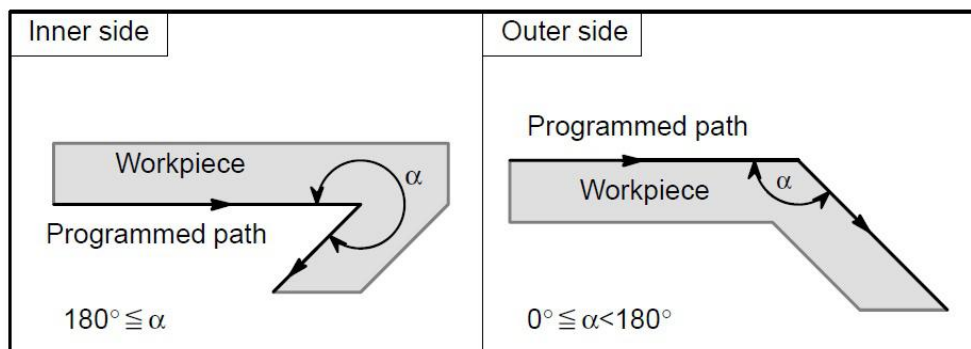 Inner side
Workpiece
α
Programmed path
180° ≦ α
Outer side
Programmed path
Workpiece
α
0° ≦ α<180°